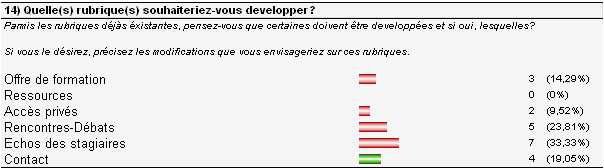 14) Quelle(s) rubrique(s) souhaiteriez-vous developper?
Parmis les rubriques déjàs éxistantes, pensez-vous que certaines doivent être developpées et si oui, lesquelles?
Si vous le désirez, précisez les modifications que vous envisageriez sur ces rubriques.
Offre de formation 3 (14,29%)
Ressources 0 (0%)
Accès privés 2 (9,52%)
Rencontres-Débats 5 (23,81%)
Echos des stagiaires 7 (33,33%)
Contact 4 (19,05%)